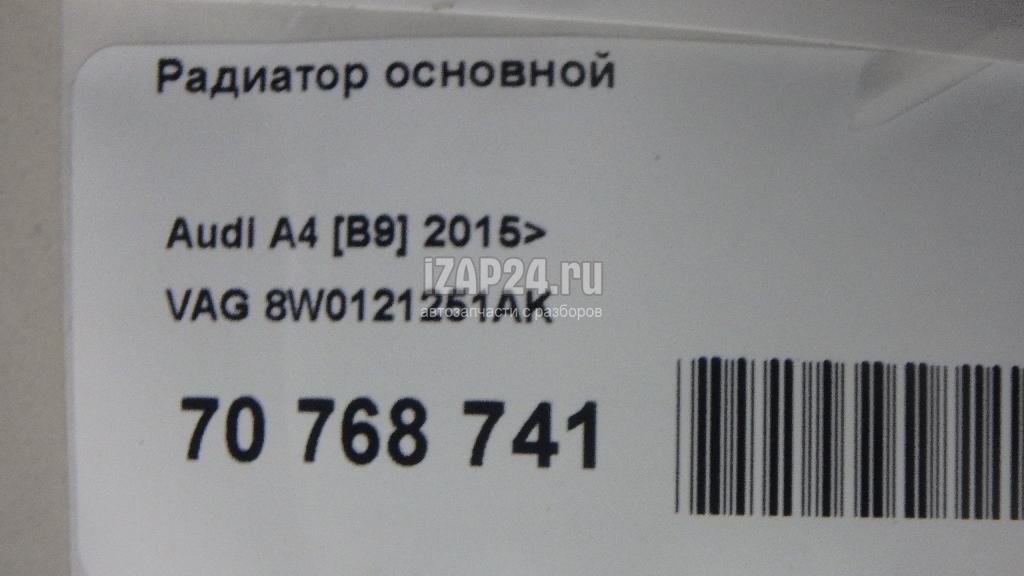 Радиатор основной
Audi A4 [B9] 2015>
iZAP24.ru
VAG 8W0121251AK
автозапчасти с разборов
70 768 741